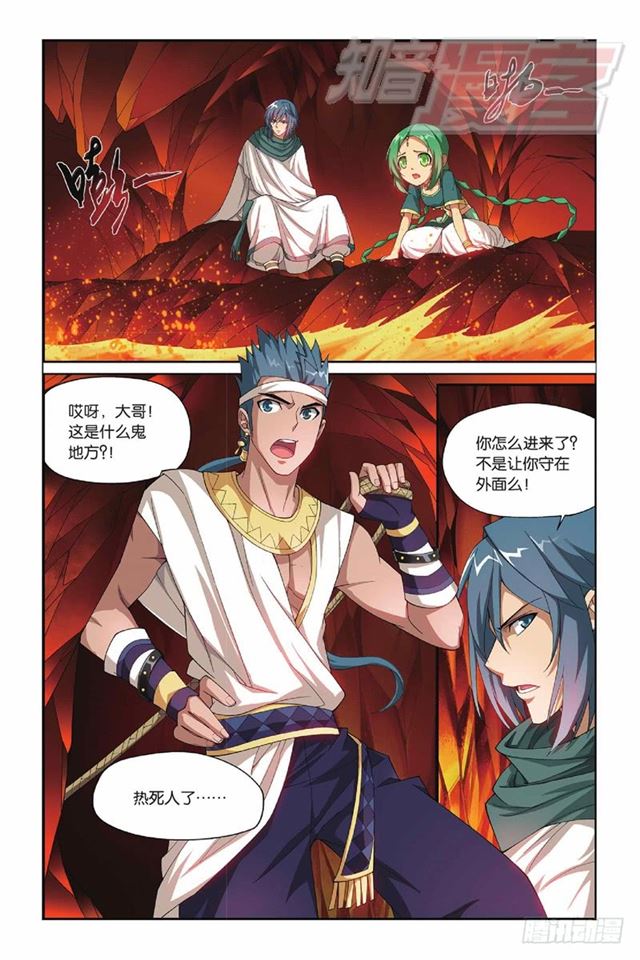 知音漫客
嘭一
哎呀，大哥！
这是什么鬼
地方?！
你怎么进来了?
不是让你守在
外面么！
热死人了……
腾讯动漫